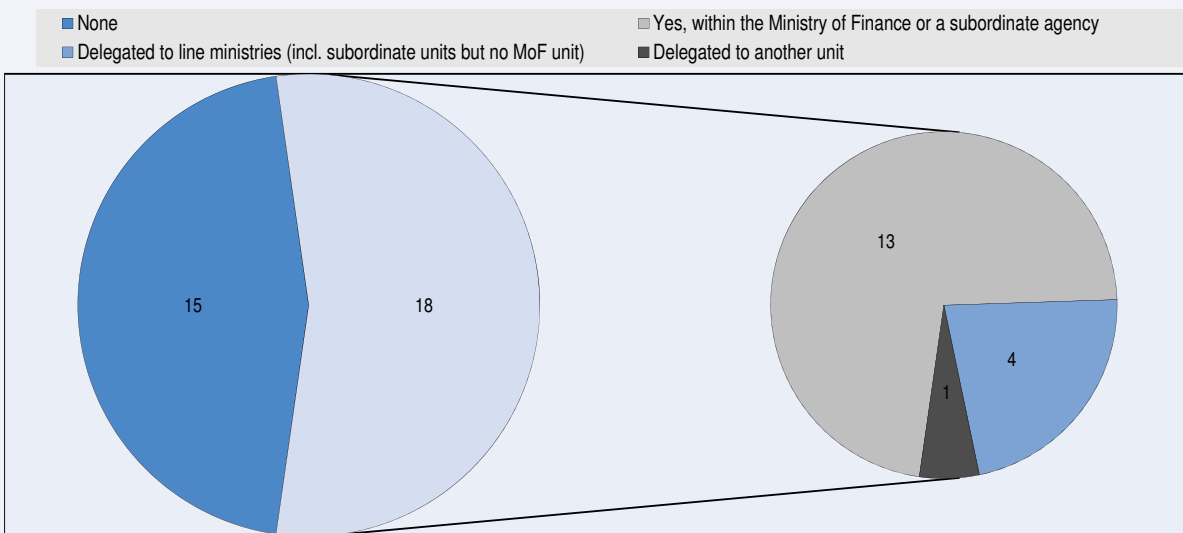 None
Yes, within the Ministry of Finance or a subordinate agency
Delegated to line ministries (incl. subordinate units but no MoF unit)
Delegated to another unit
13
15
18
4
1